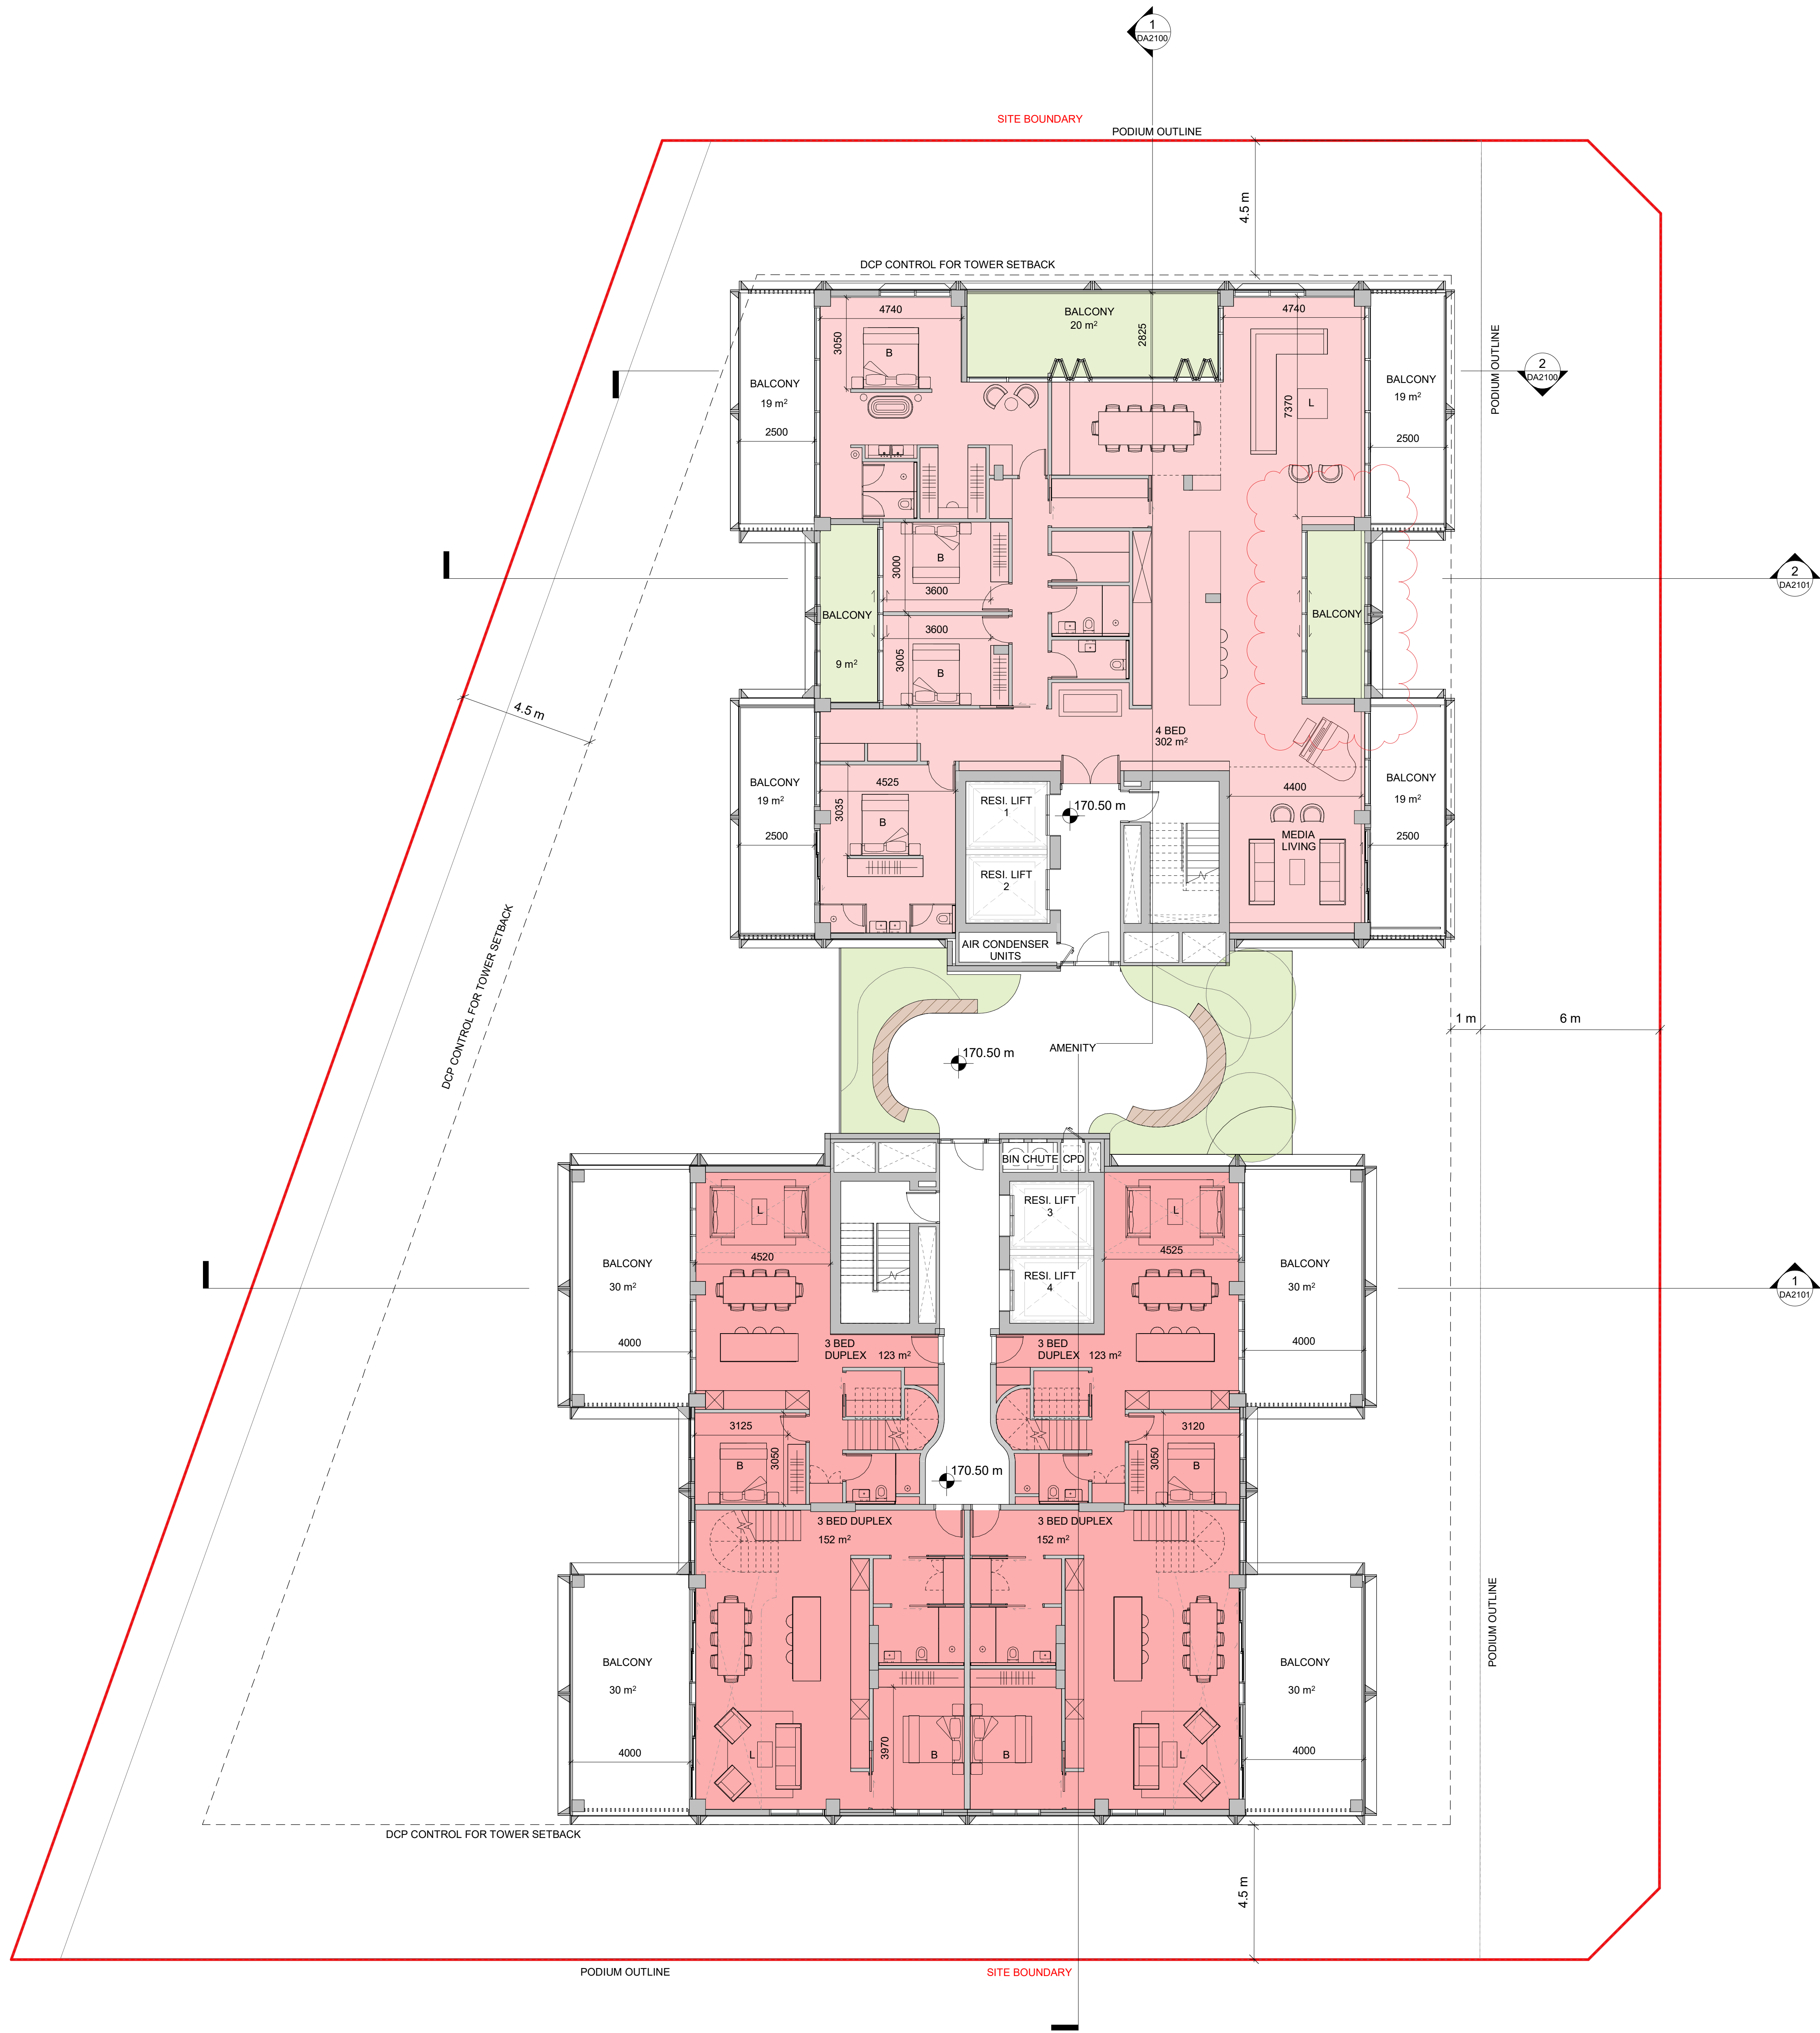 1
DA2100
SITE BOUNDARY
PODIUM OUTLINE
4.5 m
DCP CONTROL FOR TOWER SETBACK
4740
BALCONY
20 m²
2825
4740
3050
B
PODIUM OUTLINE
2
DA2100
BALCONY
19 m²
2500
BALCONY
19 m²
2500
7370
L
B
3000
3600
2
DA2101
BALCONY
9 m²
3600
3005
B
BALCONY
4.5 m
4 BED
302 m²
BALCONY
19 m²
2500
4525
3035
B
RESI. LIFT
1
170.50 m
RESI. LIFT
2
4400
MEDIA
LIVING
BALCONY
19 m²
2500
AIR CONDENSER
UNITS
DCP CONTROL FOR TOWER SETBACK
1 m
6 m
AMENITY
170.50 m
BIN CHUTE
CPD
L
4520
RESI. LIFT
3
L
4525
BALCONY
30 m²
4000
RESI. LIFT
4
BALCONY
30 m²
4000
1
DA2101
3 BED
DUPLEX 123 m²
3 BED
DUPLEX 123 m²
3125
3050
B
3120
3050
B
170.50 m
3 BED DUPLEX
152 m²
3 BED DUPLEX
152 m²
PODIUM OUTLINE
BALCONY
30 m²
4000
L
3970
B
B
L
BALCONY
30 m²
4000
DCP CONTROL FOR TOWER SETBACK
4.5 m
PODIUM OUTLINE
SITE BOUNDARY